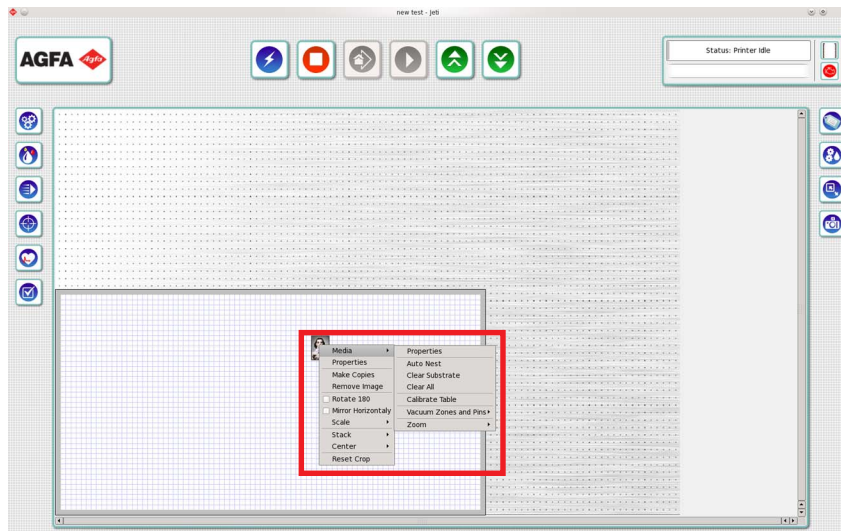 new test - Jeti
AGFA
Agfa
Status: Printer Idle
Media
Properties
Make Copies
Remove Image
Rotate 180
Mirror Horizontaly
Scale
Stack
Center
Reset Crop
Properties
Auto Nest
Clear Substrate
Clear All
Calibrate Table
Vacuum Zones and Pins
Zoom